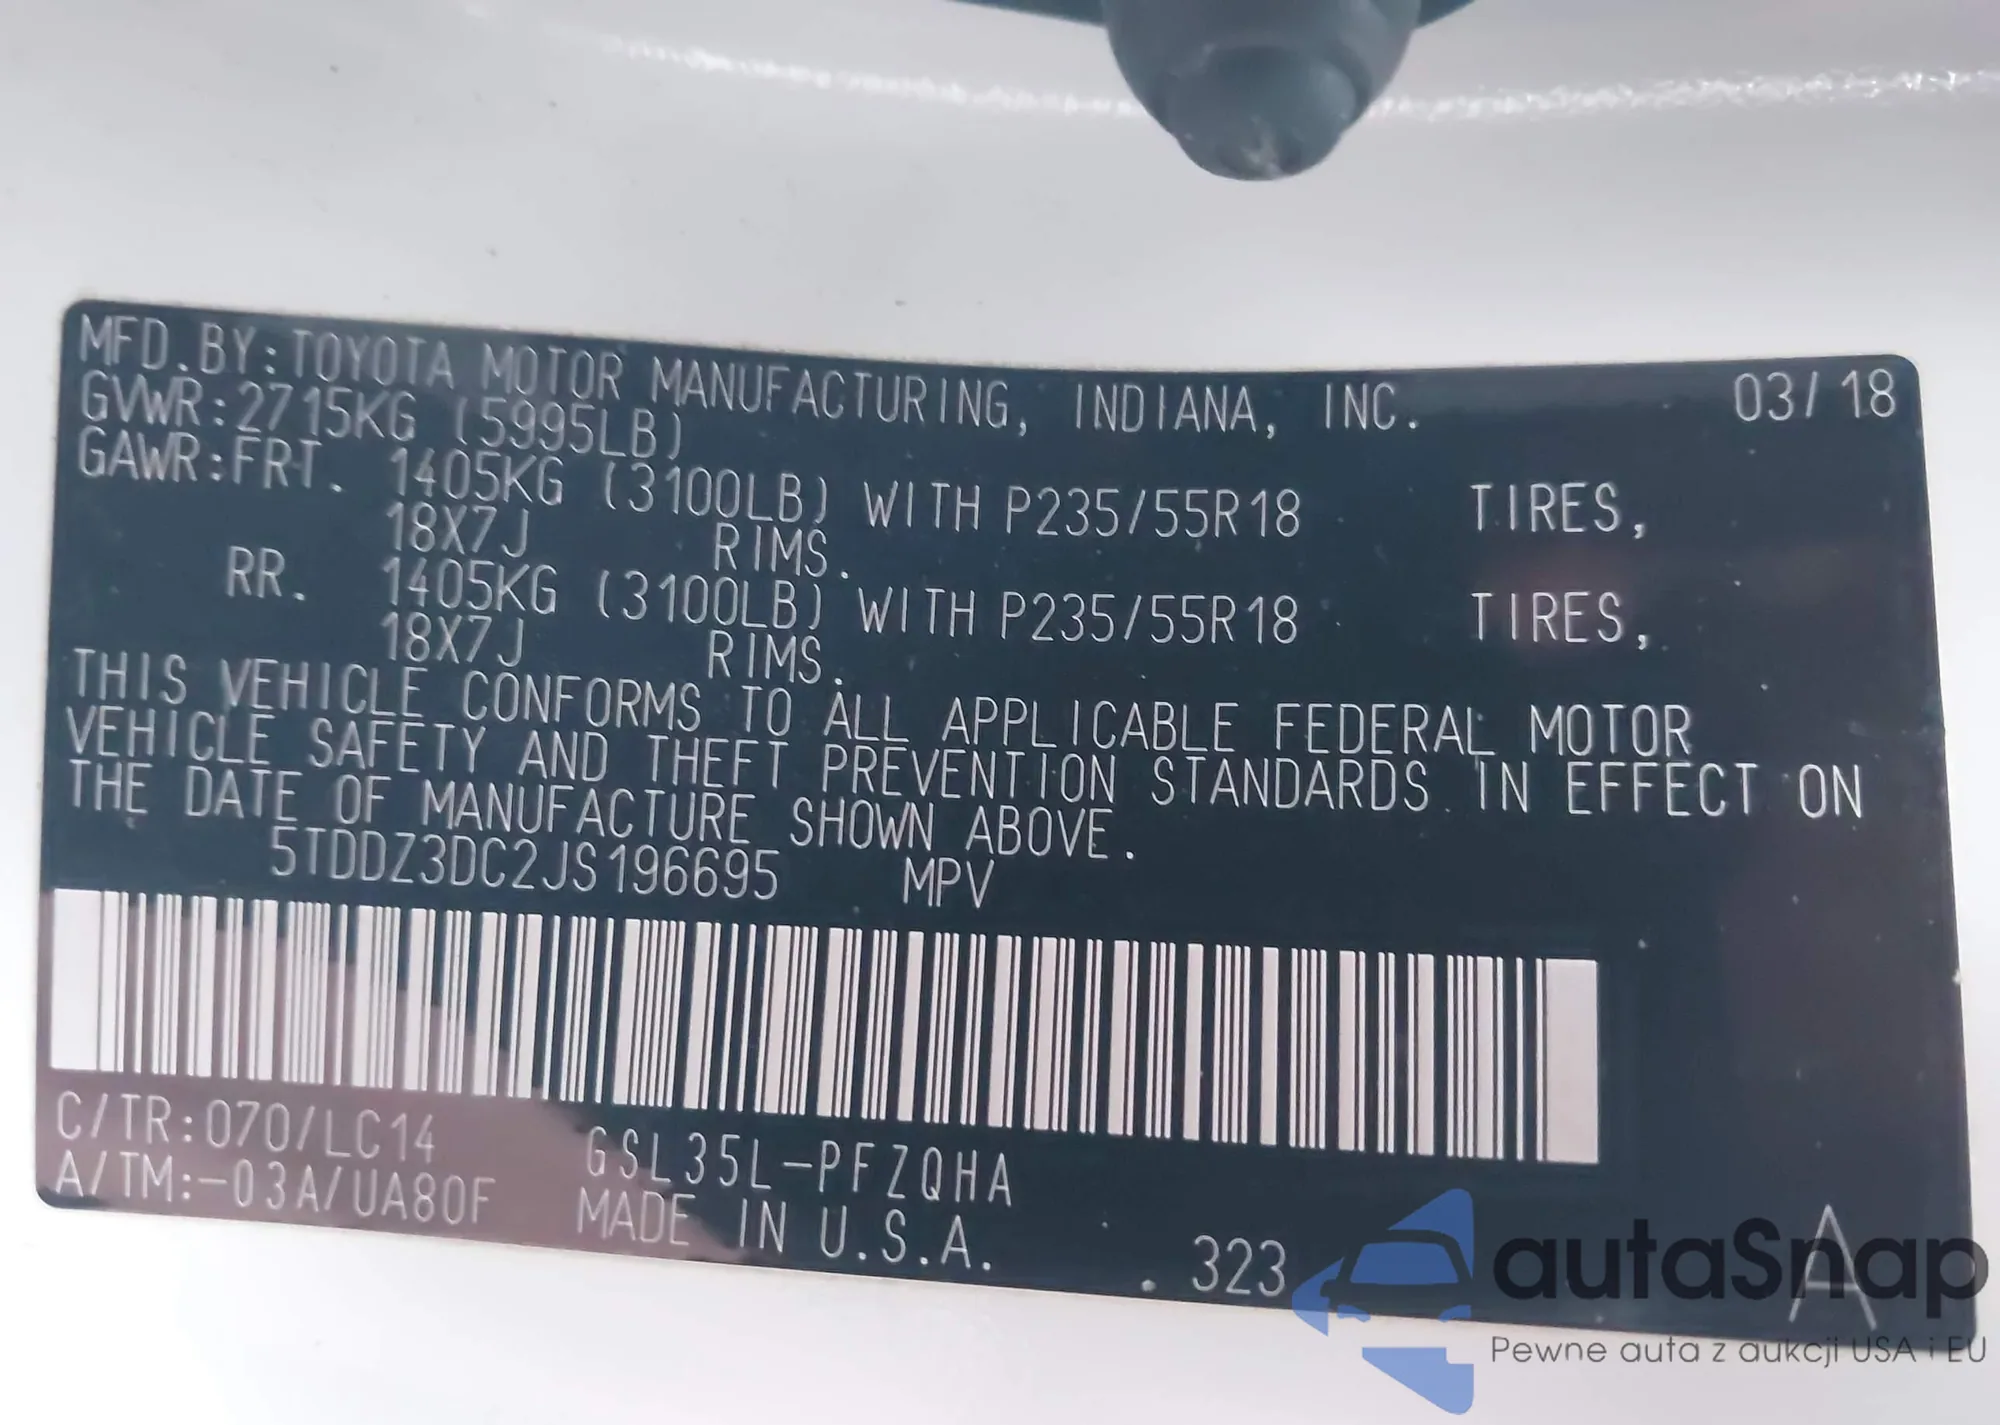 MFD.BY:TOYOTA MOTOR MANUFACTURING, INDIANA, INC. 03/18
GVWR:2715KG (5995LB)
GAWR:FRT. 1405KG (3100LB) WITH P235/55R18 TIRES,
18X7J RIMS.
RR. 1405KG (3100LB) WITH P235/55R18 TIRES,
18X7J RIMS.
THIS VEHICLE CONFORMS TO ALL APPLICABLE FEDERAL MOTOR
VEHICLE SAFETY AND THEFT PREVENTION STANDARDS IN EFFECT ON
THE DATE OF MANUFACTURE SHOWN ABOVE.
5TDDZ3DC2JS196695 MPV
C/TR:070/LC14 GSL35L-PFZQHA
A/TM:-03A/UA80F MADE IN U.S.A. .323 A
autaSnap
Pewne auta z aukcji USA i EU